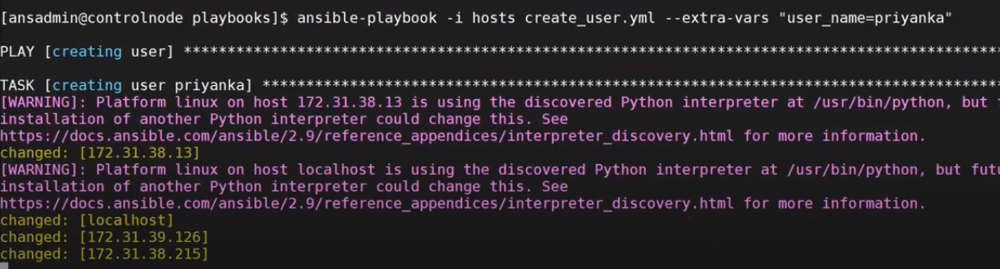 [ansadmin@controlnode playbooks]$ ansible-playbook -i hosts create_user.yml --extra-vars "user_name=priyanka"
PLAY [creating user] ************************************************************************************************
TASK [creating user priyanka] ***************************************************************************************
[WARNING]: Platform linux on host 172.31.38.13 is using the discovered Python interpreter at /usr/bin/python, but
installation of another Python interpreter could change this. See
https://docs.ansible.com/ansible/2.9/reference_appendices/interpreter_discovery.html for more information.
changed: [172.31.38.13]
[WARNING]: Platform linux on host localhost is using the discovered Python interpreter at /usr/bin/python, but futu
installation of another Python interpreter could change this. See
https://docs.ansible.com/ansible/2.9/reference_appendices/interpreter_discovery.html for more information.
changed: [localhost]
changed: [172.31.39.126]
changed: [172.31.38.215]